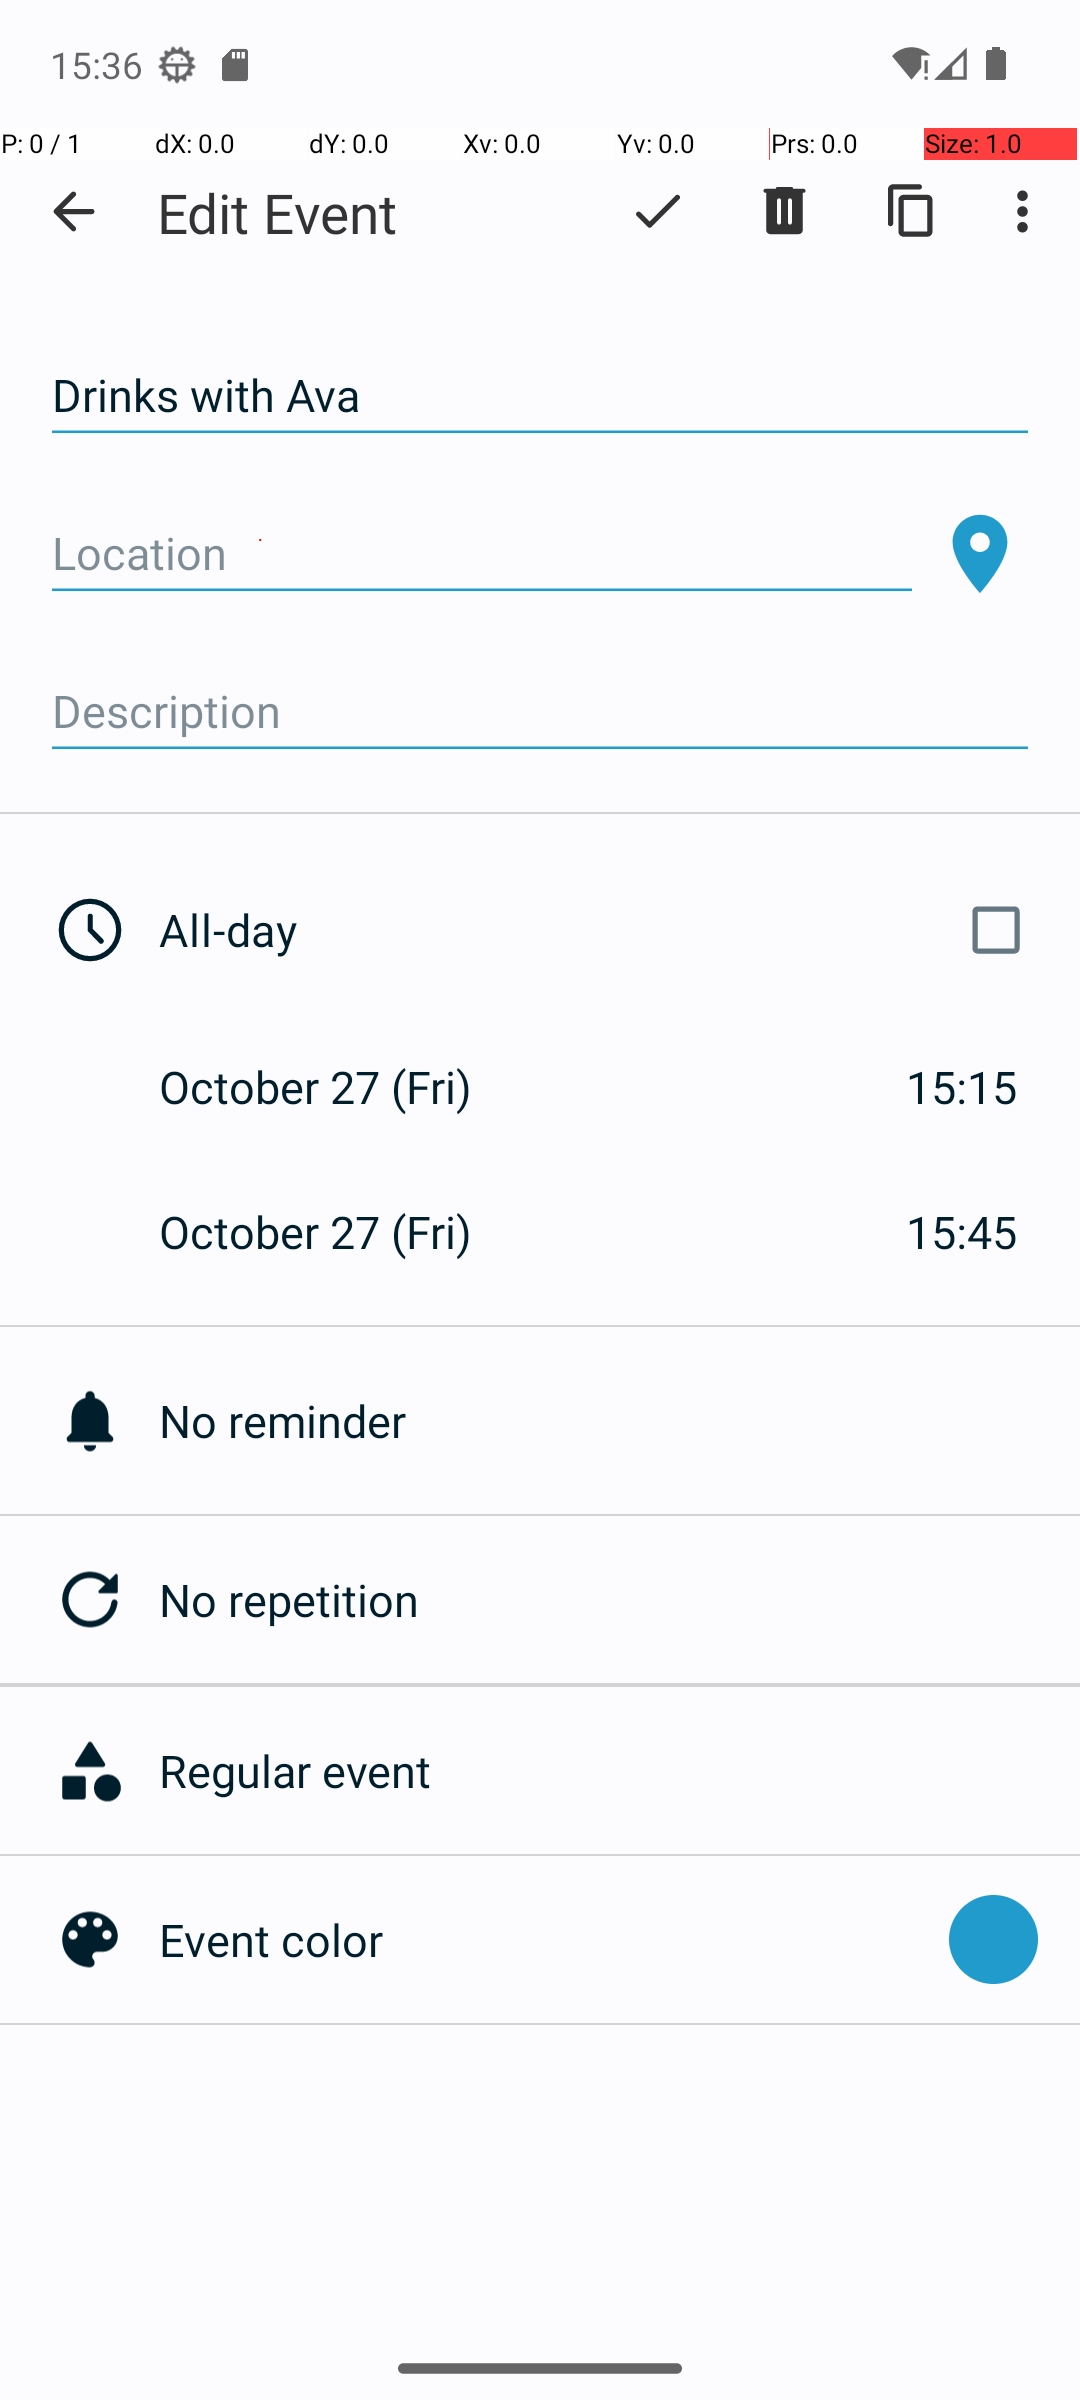 15:36
P: 0 / 1 dX: 0.0 dY: 0.0 Xv: 0.0 Yv: 0.0 Prs: 0.0 Size: 1.0
Edit Event
Drinks with Ava
Location
Description
All-day
October 27 (Fri) 15:15
October 27 (Fri) 15:45
No reminder
No repetition
Regular event
Event color